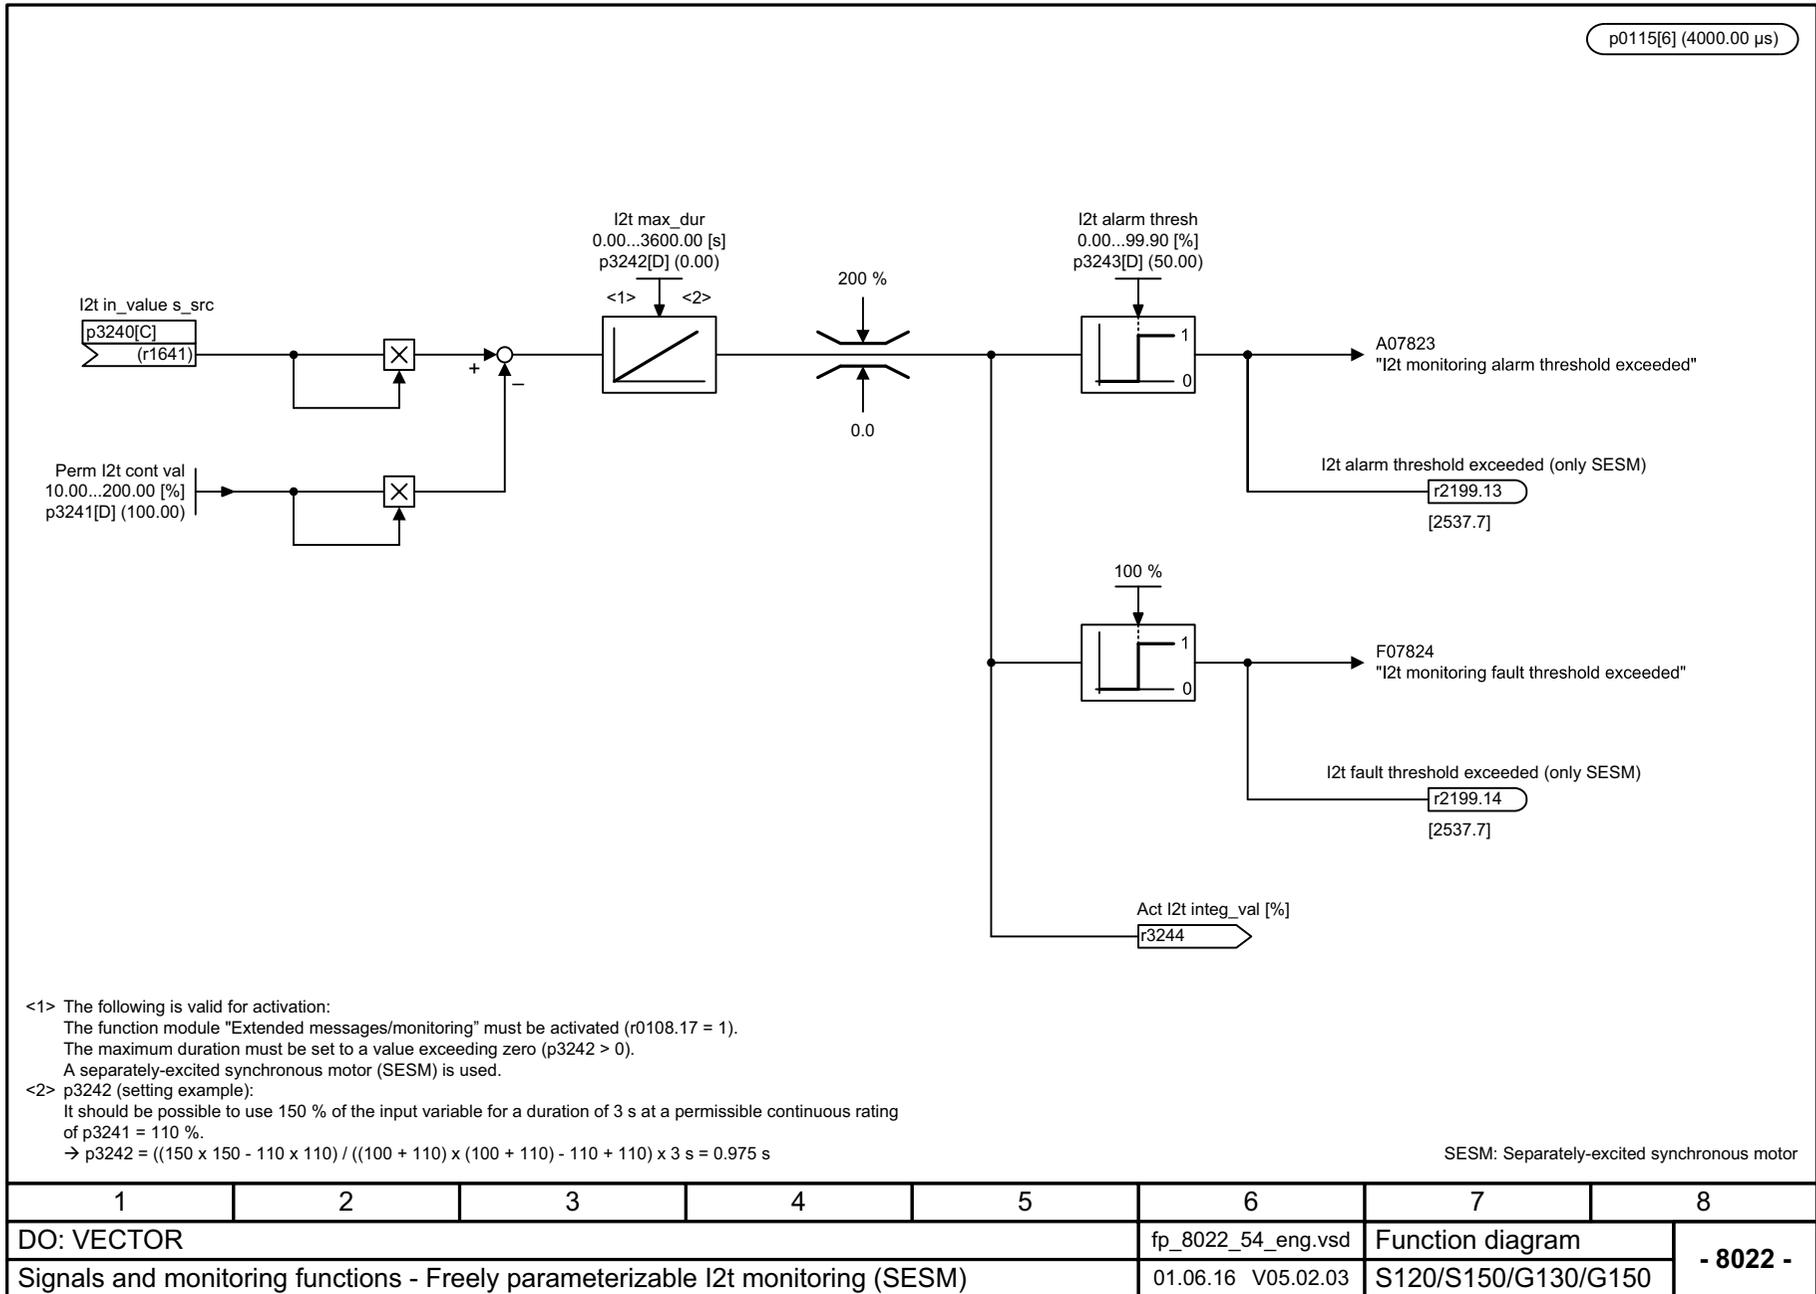 p0115[6] (4000.00 µs)
I2t max_dur
0.00...3600.00 [s]
p3242[D] (0.00)
<1>
<2>
200 %
0.0
I2t alarm thresh
0.00...99.90 [%]
p3243[D] (50.00)
1
0
I2t in_value s_src
p3240[C]
(r1641)
+
–
A07823
"I2t monitoring alarm threshold exceeded"
Perm I2t cont val
10.00...200.00 [%]
p3241[D] (100.00)
I2t alarm threshold exceeded (only SESM)
r2199.13
[2537.7]
100 %
1
0
F07824
"I2t monitoring fault threshold exceeded"
I2t fault threshold exceeded (only SESM)
r2199.14
[2537.7]
Act I2t integ_val [%]
r3244
<1> The following is valid for activation:
The function module "Extended messages/monitoring” must be activated (r0108.17 = 1).
The maximum duration must be set to a value exceeding zero (p3242 > 0).
A separately-excited synchronous motor (SESM) is used.
<2> p3242 (setting example):
It should be possible to use 150 % of the input variable for a duration of 3 s at a permissible continuous rating
of p3241 = 110 %.
→ p3242 = ((150 x 150 - 110 x 110) / ((100 + 110) x (100 + 110) - 110 + 110) x 3 s = 0.975 s
SESM: Separately-excited synchronous motor
1 2 3 4 5 6 7 8
DO: VECTOR
fp_8022_54_eng.vsd
Function diagram
- 8022 -
Signals and monitoring functions - Freely parameterizable I2t monitoring (SESM)
01.06.16 V05.02.03
S120/S150/G130/G150